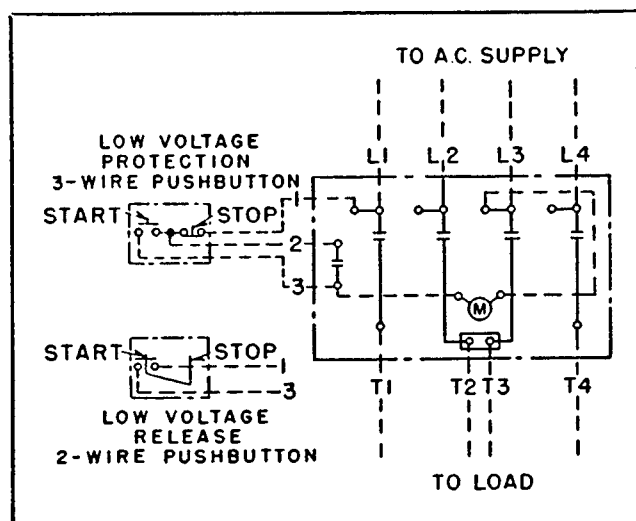 TO A.C. SUPPLY
L1 L2 L3 L4
LOW VOLTAGE
PROTECTION
3-WIRE PUSHBUTTON
START STOP
1
2
3
M
START STOP
1
3
T1 T2 T3 T4
LOW VOLTAGE
RELEASE
2-WIRE PUSHBUTTON
TO LOAD